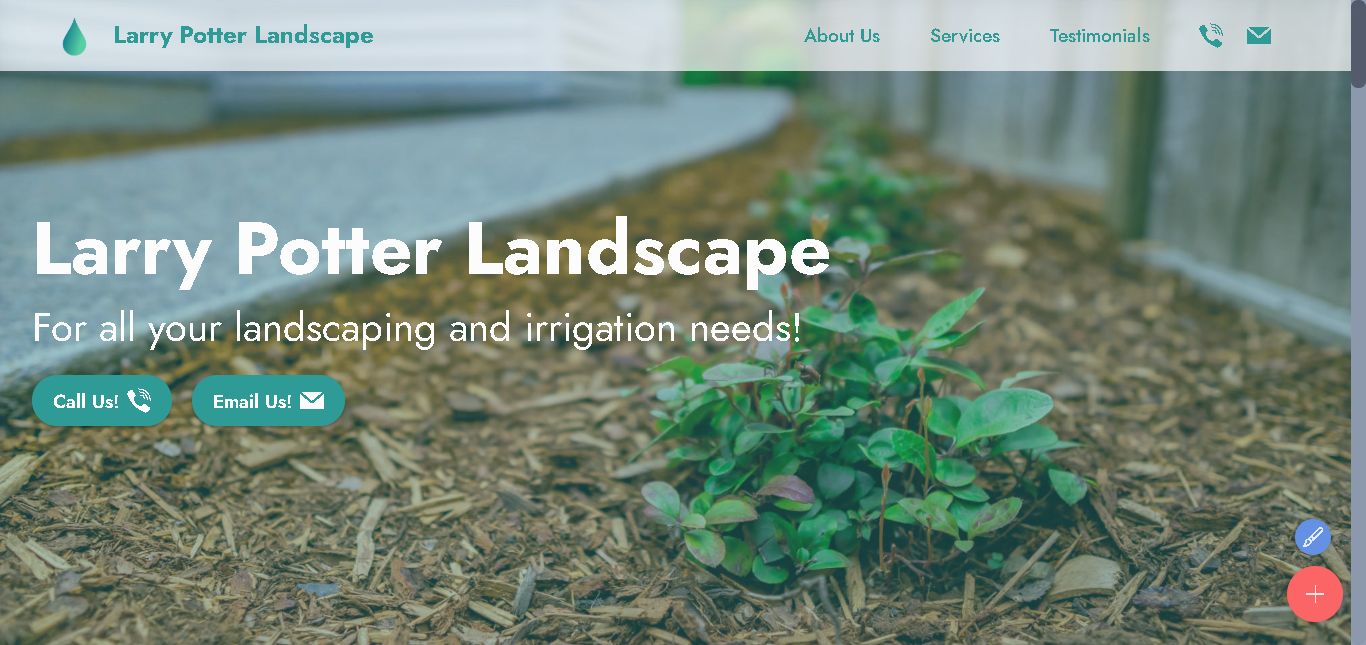 Larry Potter Landscape
About Us
Services
Testimonials
Larry Potter Landscape
For all your landscaping and irrigation needs!
Call Us!
Email Us!